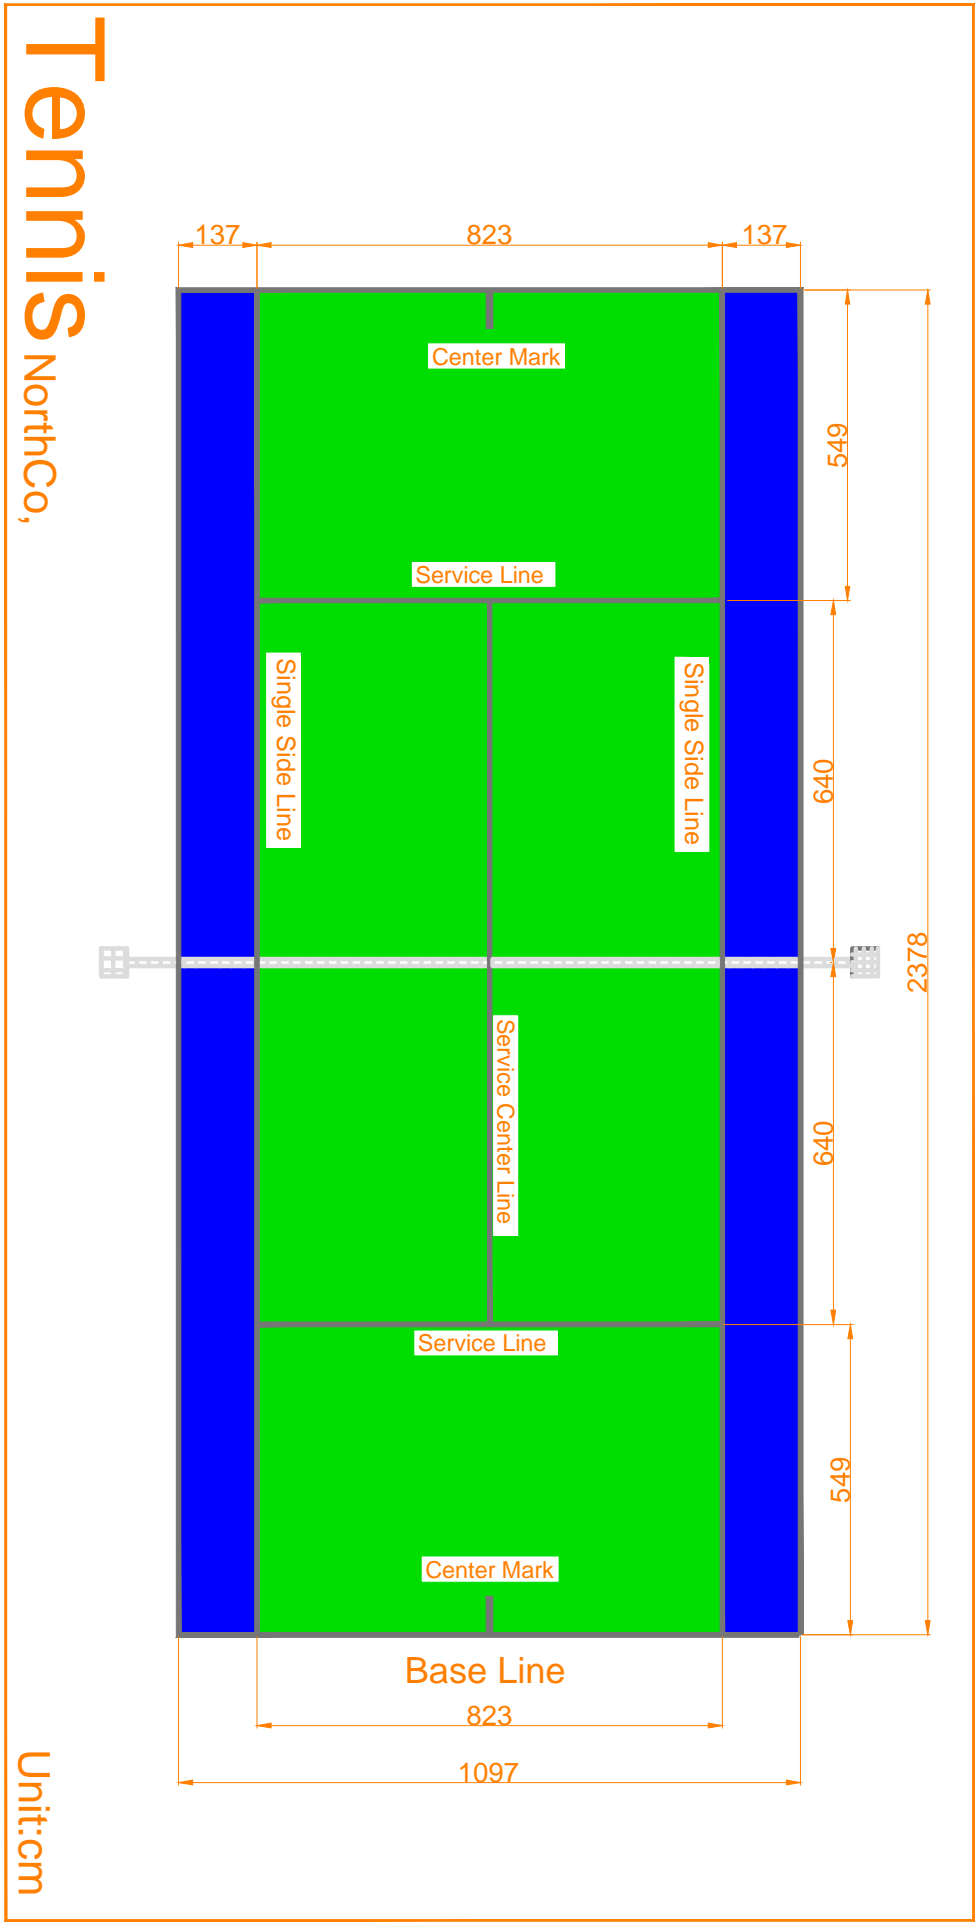 Tennis NorthCo,
137
823
137
Center Mark
549
Service Line
Single Side Line
Single Side Line
640
2378
Service Center Line
640
Service Line
549
Center Mark
Base Line
823
1097
Unit:cm